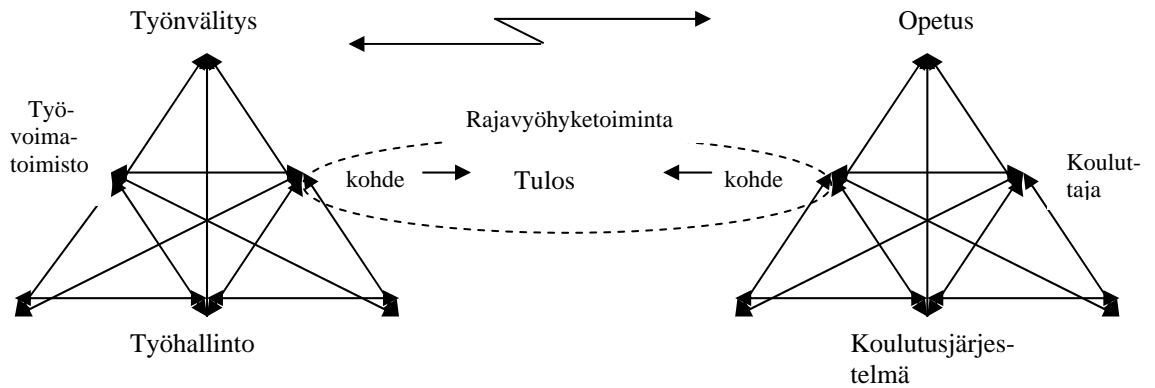 Työnvälitys
Opetus
Työ-
voima-
toimisto
Rajavyöhyketoiminta
kohde
Tulos
kohde
Koulut-
taja
Työhallinto
Koulutusjärjes-
telmä